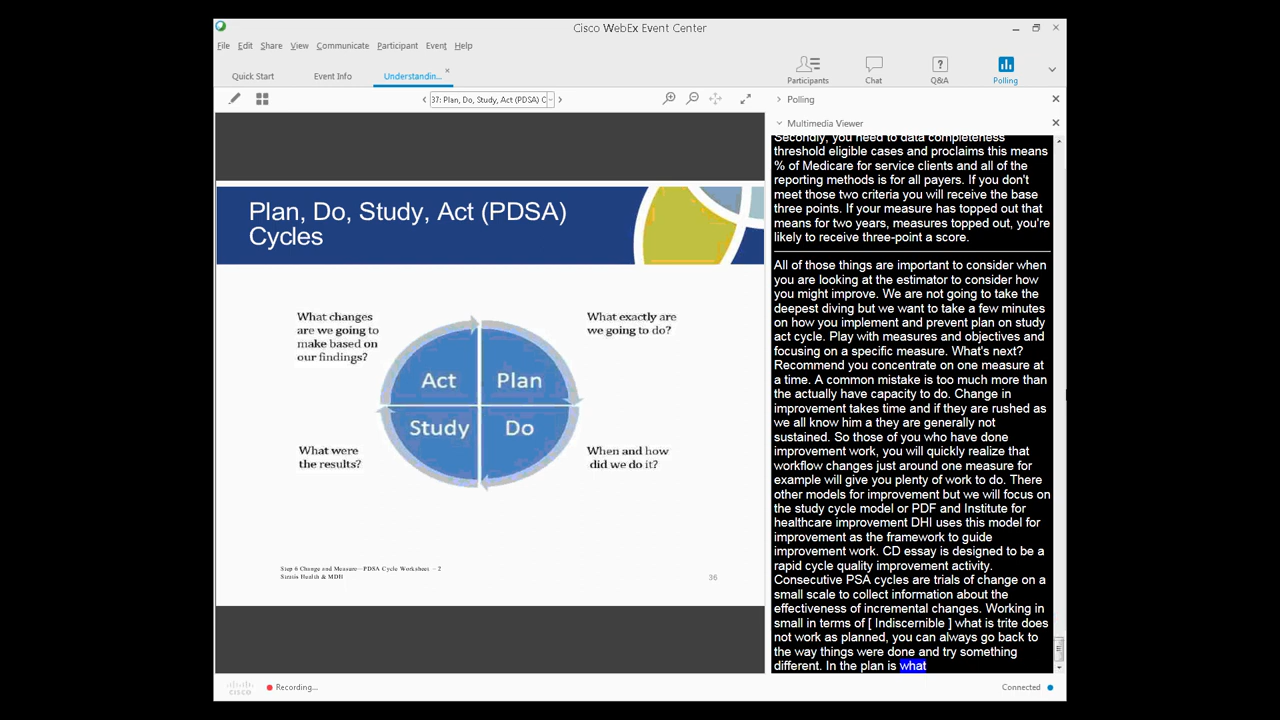 Cisco WebEx Event Center
File Edit Share View Communicate Participant Event Help
Quick Start Event Info Understandin...
Participants Chat Q&A Polling
37: Plan, Do, Study, Act (PDSA) C
Polling
Multimedia Viewer
Plan, Do, Study, Act (PDSA)
Cycles
What changes
are we going to
make based on
our findings?
What exactly are
we going to do?
Act Plan
Study Do
What were
the results?
When and how
did we do it?
Step 6 Change and Measure—PDSA Cycle Worksheet - 2
Stratis Health & MDH
36
Secondly, you need to data completeness
threshold eligible cases and proclaims this means
% of Medicare for service clients and all of the
reporting methods is for all payers. If you don't
meet those two criteria you will receive the base
three points. If your measure has topped out that
means for two years, measures topped out, you're
likely to receive three-point a score.
All of those things are important to consider when
you are looking at the estimator to consider how
you might improve. We are not going to take the
deepest diving but we want to take a few minutes
on how you implement and prevent plan on study
act cycle. Play with measures and objectives and
focusing on a specific measure. What's next?
Recommend you concentrate on one measure at
a time. A common mistake is too much more than
the actually have capacity to do. Change in
improvement takes time and if they are rushed as
we all know him a they are generally not
sustained. So those of you who have done
improvement work, you will quickly realize that
workflow changes just around one measure for
example will give you plenty of work to do. There
other models for improvement but we will focus on
the study cycle model or PDF and Institute for
healthcare improvement DHI uses this model for
improvement as the framework to guide
improvement work. CD essay is designed to be a
rapid cycle quality improvement activity.
Consecutive PSA cycles are trials of change on a
small scale to collect information about the
effectiveness of incremental changes. Working in
small in terms of [ Indiscernible ] what is trite does
not work as planned, you can always go back to
the way things were done and try something
different. In the plan is what
cisco Recording... Connected